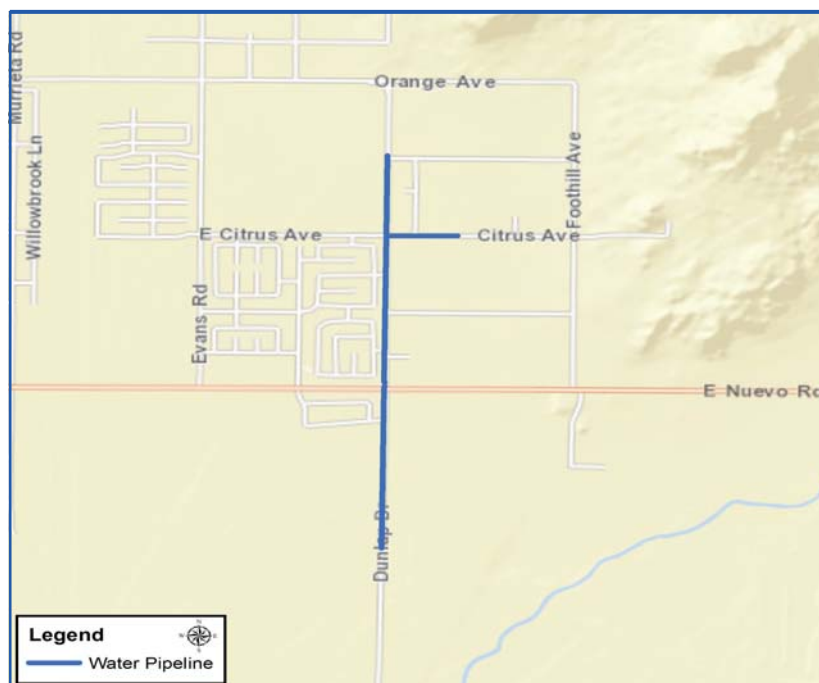 Murrieta Rd
Orange Ave
Willowbrook Ln
Foothill Ave
E Citrus Ave
Citrus Ave
Evans Rd
E Nuevo Rd
Dunlap Dr
Legend
N
W
E
S
Water Pipeline